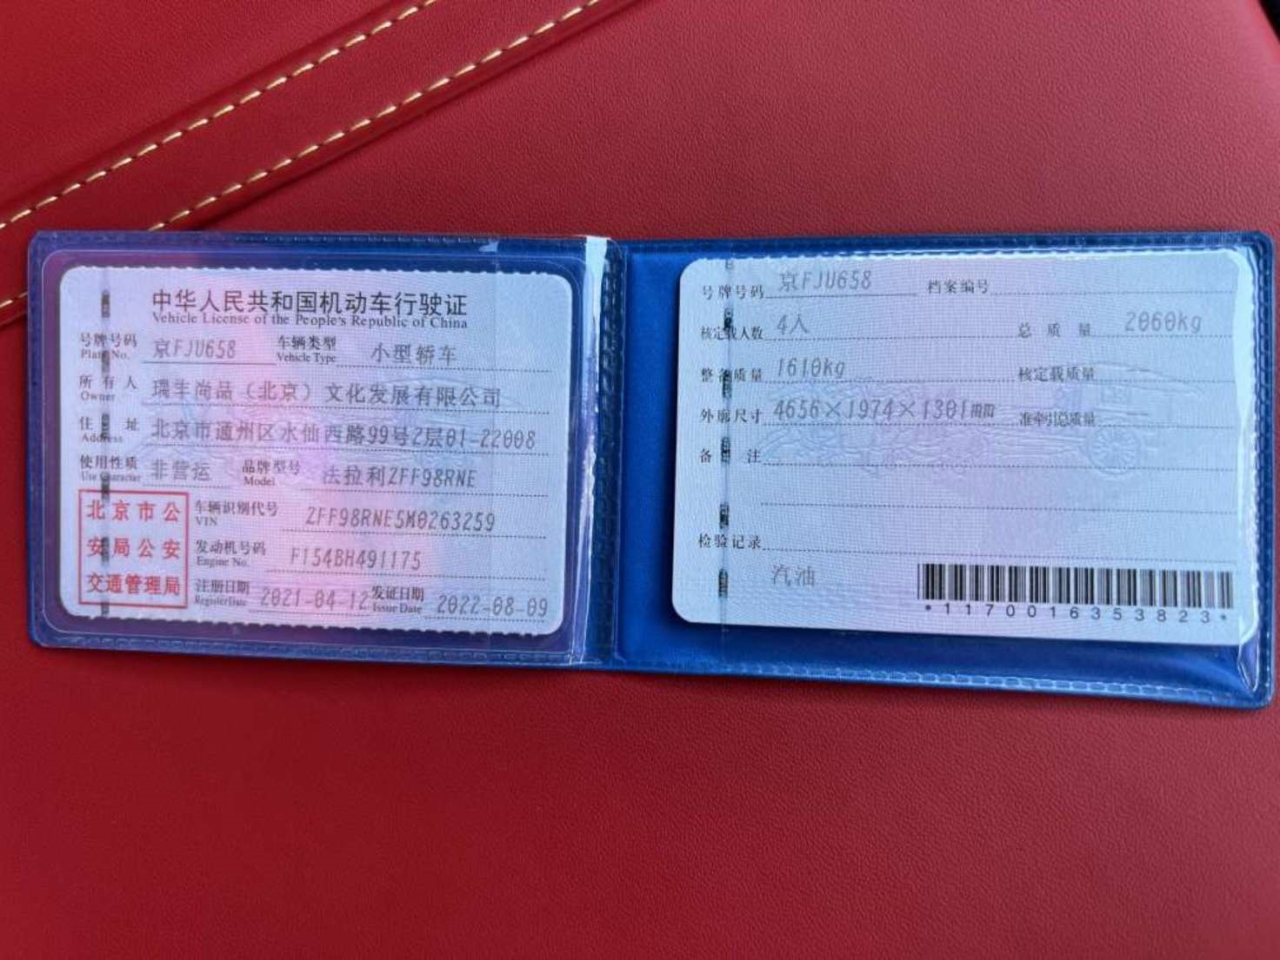 中华人民共和国机动车行驶证
Vehicle License of the People's Republic of China
号牌号码 京FJU658 车辆类型 小型轿车
Plate No. Vehicle Type
所有人 瑞丰尚品（北京）文化发展有限公司
Owner
住址 北京市通州区水仙西路99号2层01-22008
Address
使用性质 非营运 品牌型号 法拉利ZFF98RNE
Use Character Model
北京市公
安局公安
交通管理局
车辆识别代号 ZFF98RNE5M0263259
VIN
发动机号码 F154BH491175
Engine No.
注册日期 2021-04-12 发证日期 2022-08-09
Register Date Issue Date
号牌号码 京FJU658 档案编号
核定载人数 4人 总质量 2060kg
整备质量 1610kg 核定载质量
外廓尺寸 4656×1974×1301mm 准牵引总质量
备注
检验记录
汽油
*1170016353823*